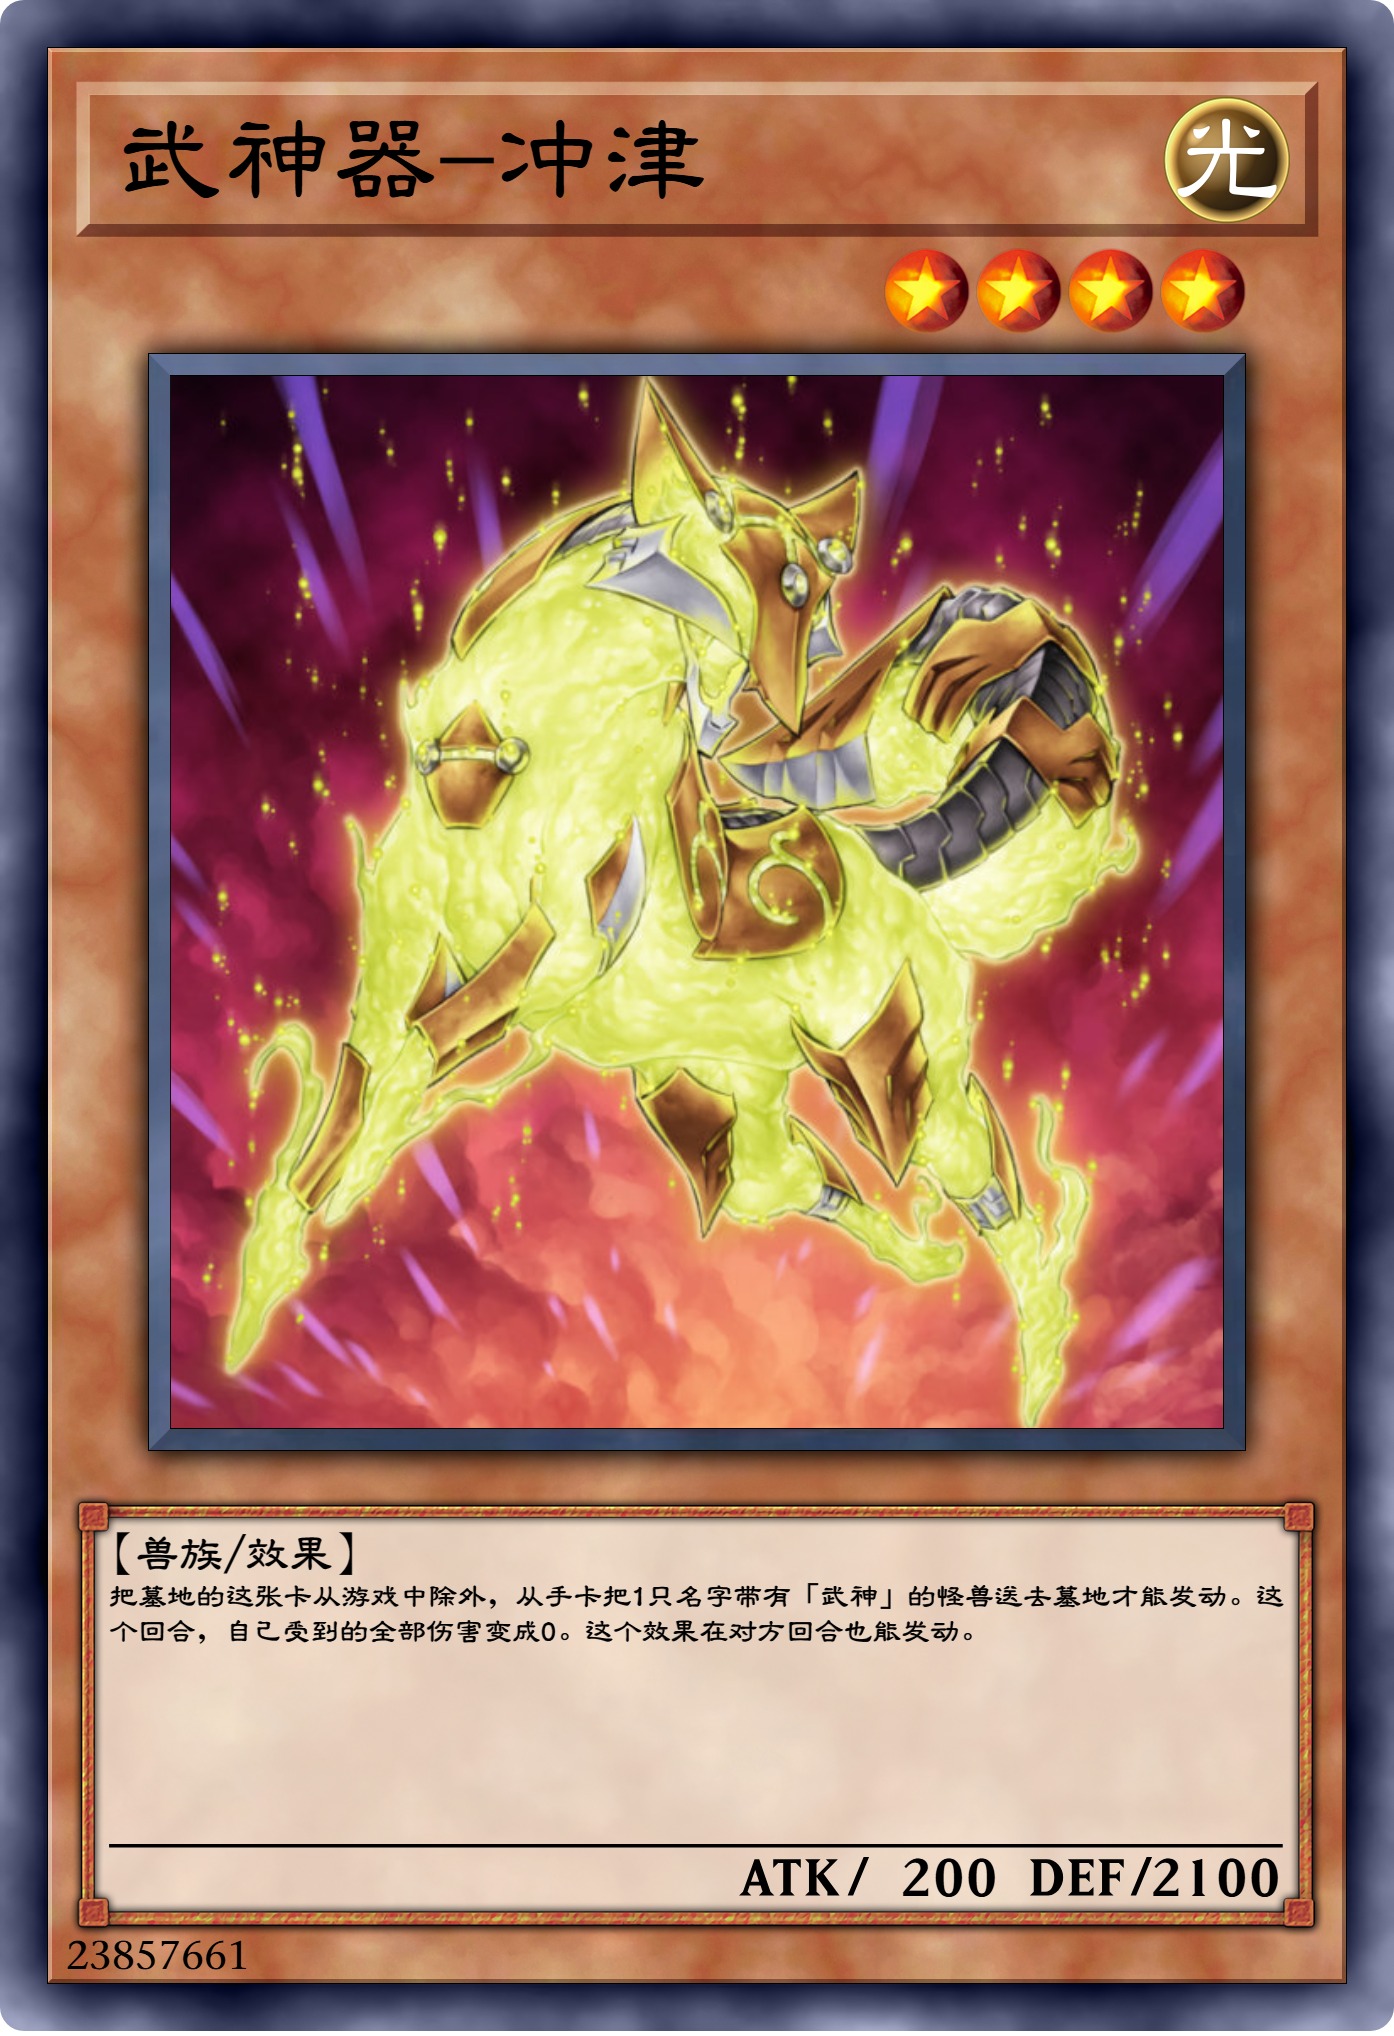 武神器-冲津
光
【兽族/效果】
把墓地的这张卡从游戏中除外，从手卡把1只名字带有「武神」的怪兽送去墓地才能发动。这
个回合，自己受到的全部伤害变成0。这个效果在对方回合也能发动。
ATK/ 200 DEF/2100
23857661